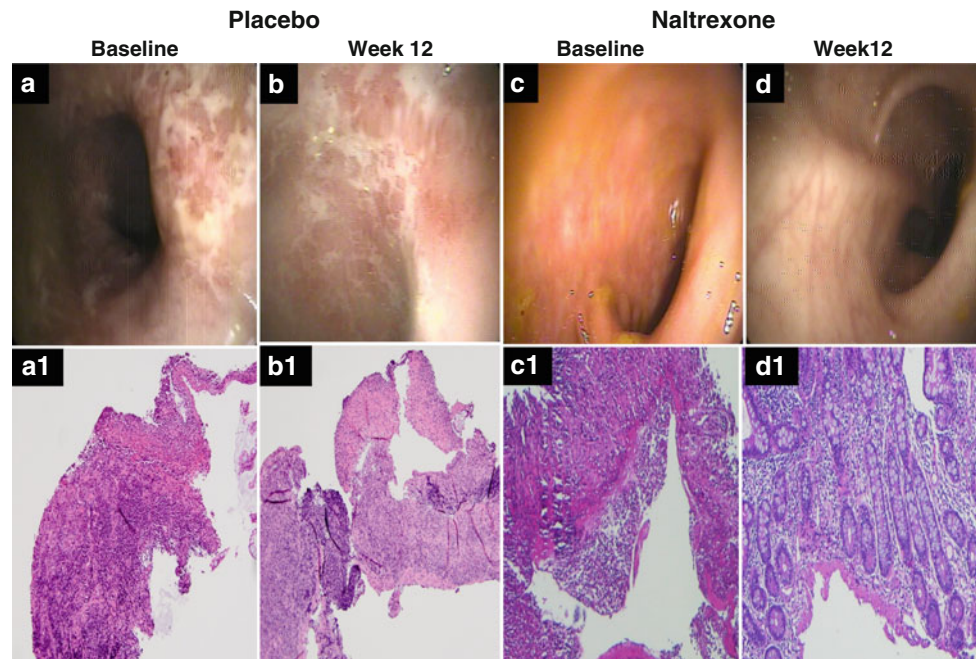 Placebo
Naltrexone
Baseline
Week 12
Baseline
Week12
a
b
c
d
a1
b1
c1
d1